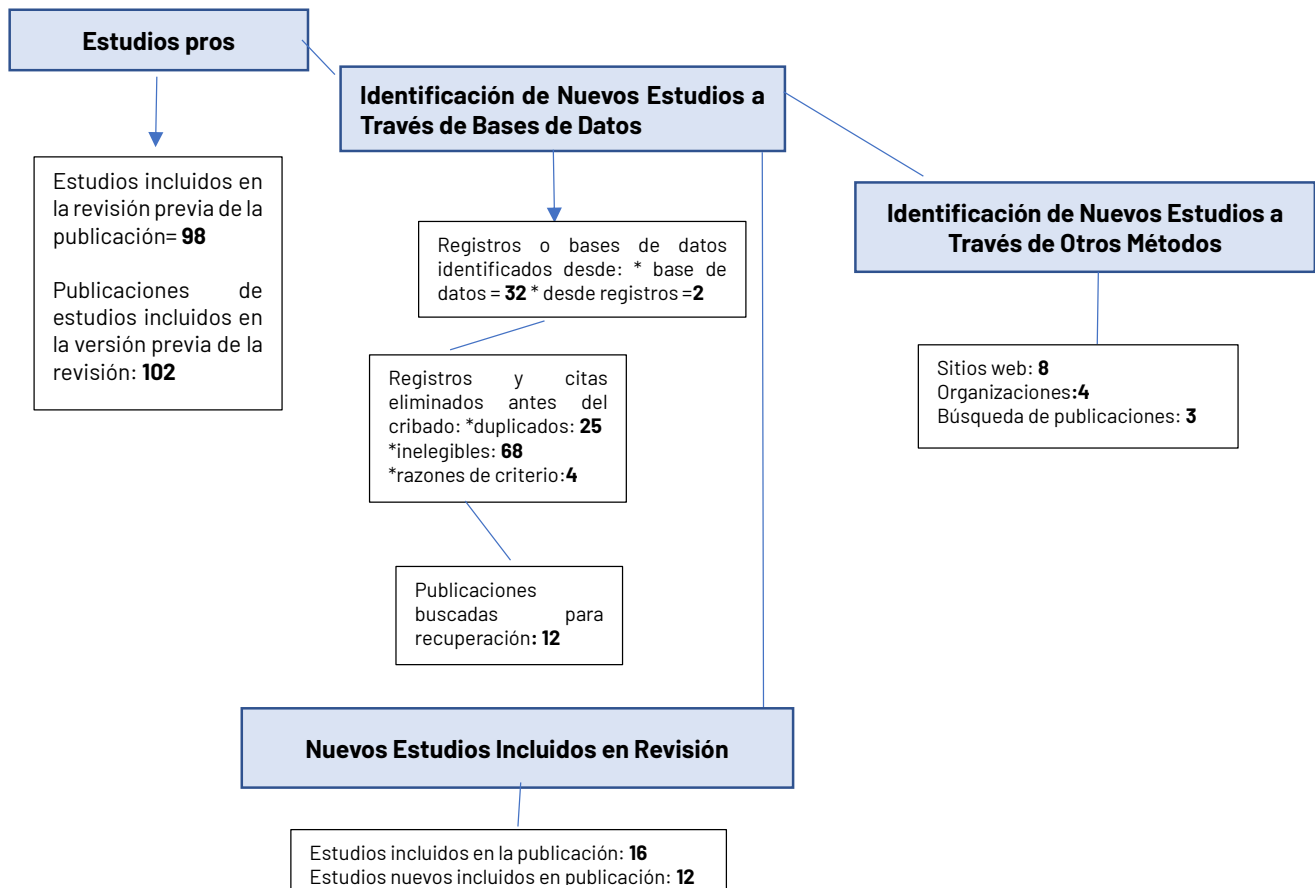 Estudios pros
Identificación de Nuevos Estudios a
Través de Bases de Datos
Estudios incluidos en
la revisión previa de la
publicación= 98
Publicaciones de
estudios incluidos en
la versión previa de la
revisión: 102
Registros o bases de datos
identificados desde: * base de
datos = 32 * desde registros =2
Identificación de Nuevos Estudios a
Través de Otros Métodos
Registros y citas
eliminados antes del
cribado: *duplicados: 25
*inelegibles: 68
*razones de criterio:4
Sitios web: 8
Organizaciones:4
Búsqueda de publicaciones: 3
Publicaciones
buscadas para
recuperación: 12
Nuevos Estudios Incluidos en Revisión
Estudios incluidos en la publicación: 16
Estudios nuevos incluidos en publicación: 12